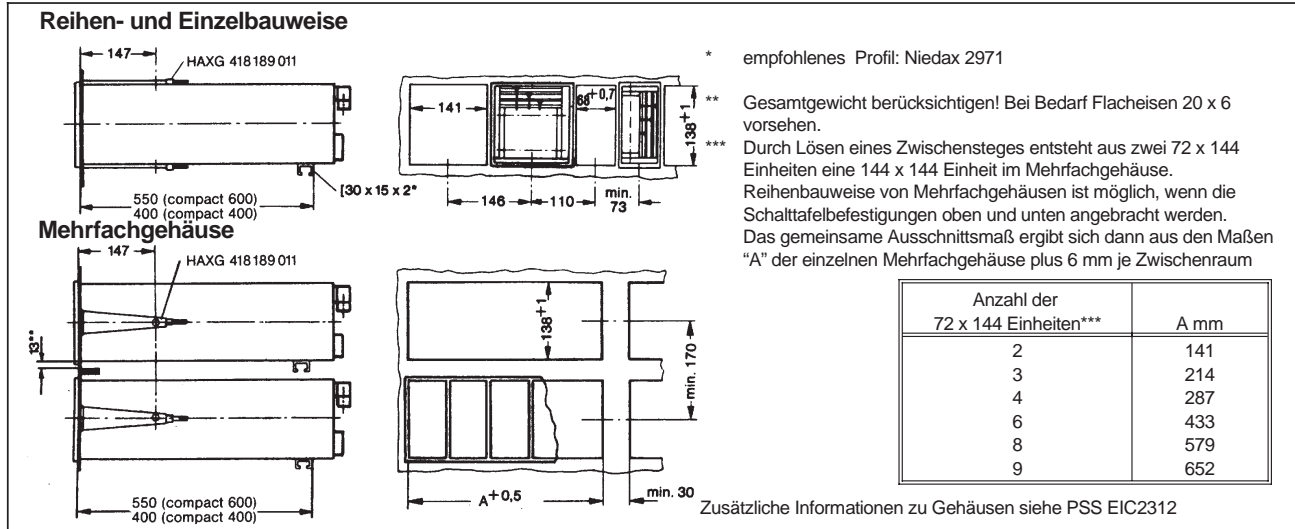 Reihen- und Einzelbauweise
147
HAXG 418 189 011
141
68+0,7
138+1
[30 x 15 x 2*
550 (compact 600)
400 (compact 400)
146
110
min.
73
* empfohlenes Profil: Niedax 2971
** Gesamtgewicht berücksichtigen! Bei Bedarf Flacheisen 20 x 6
vorsehen.
*** Durch Lösen eines Zwischensteges entsteht aus zwei 72 x 144
Einheiten eine 144 x 144 Einheit im Mehrfachgehäuse.
Reihenbauweise von Mehrfachgehäusen ist möglich, wenn die
Schalttafelbefestigungen oben und unten angebracht werden.
Das gemeinsame Ausschnittsmaß ergibt sich dann aus den Maßen
“A” der einzelnen Mehrfachgehäuse plus 6 mm je Zwischenraum
Mehrfachgehäuse
147
HAXG 418 189 011
13**
138+1
min. 170
550 (compact 600)
400 (compact 400)
A+0,5
min. 30
Anzahl der
72 x 144 Einheiten*** A mm
2 141
3 214
4 287
6 433
8 579
9 652
Zusätzliche Informationen zu Gehäusen siehe PSS EIC2312